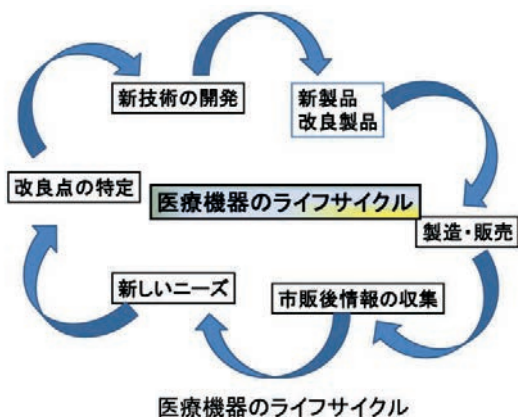 新技術の開発
新製品
改良製品
改良点の特定
医療機器のライフサイクル
製造・販売
新しいニーズ
市販後情報の収集
医療機器のライフサイクル